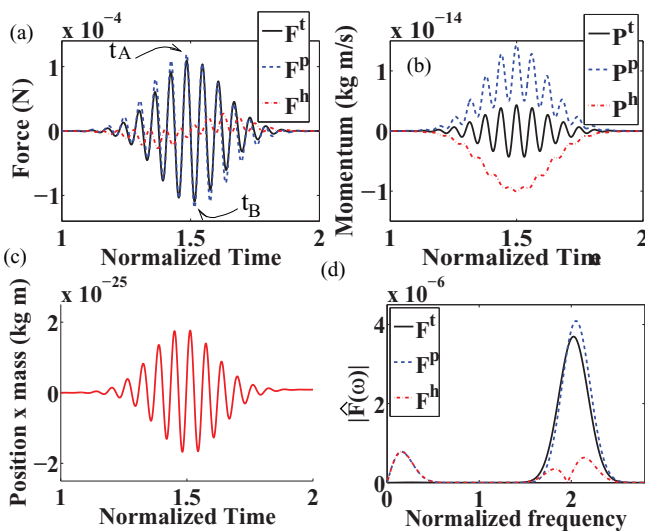 (a)
x 10^-4
Force (N)
1
0
-1
t_A
t_B
F^t
F^p
F^h
1
1.5
2
Normalized Time
(b)
x 10^-14
Momentum (kg m/s)
1
0
-1
P^t
P^p
P^h
1
1.5
2
Normalized Time
(c)
x 10^-25
Position x mass (kg m)
2
0
-2
1
1.5
2
Normalized Time
(d)
x 10^-6
|F̂(ω)|
4
2
0
F^t
F^p
F^h
0
1
2
Normalized frequency